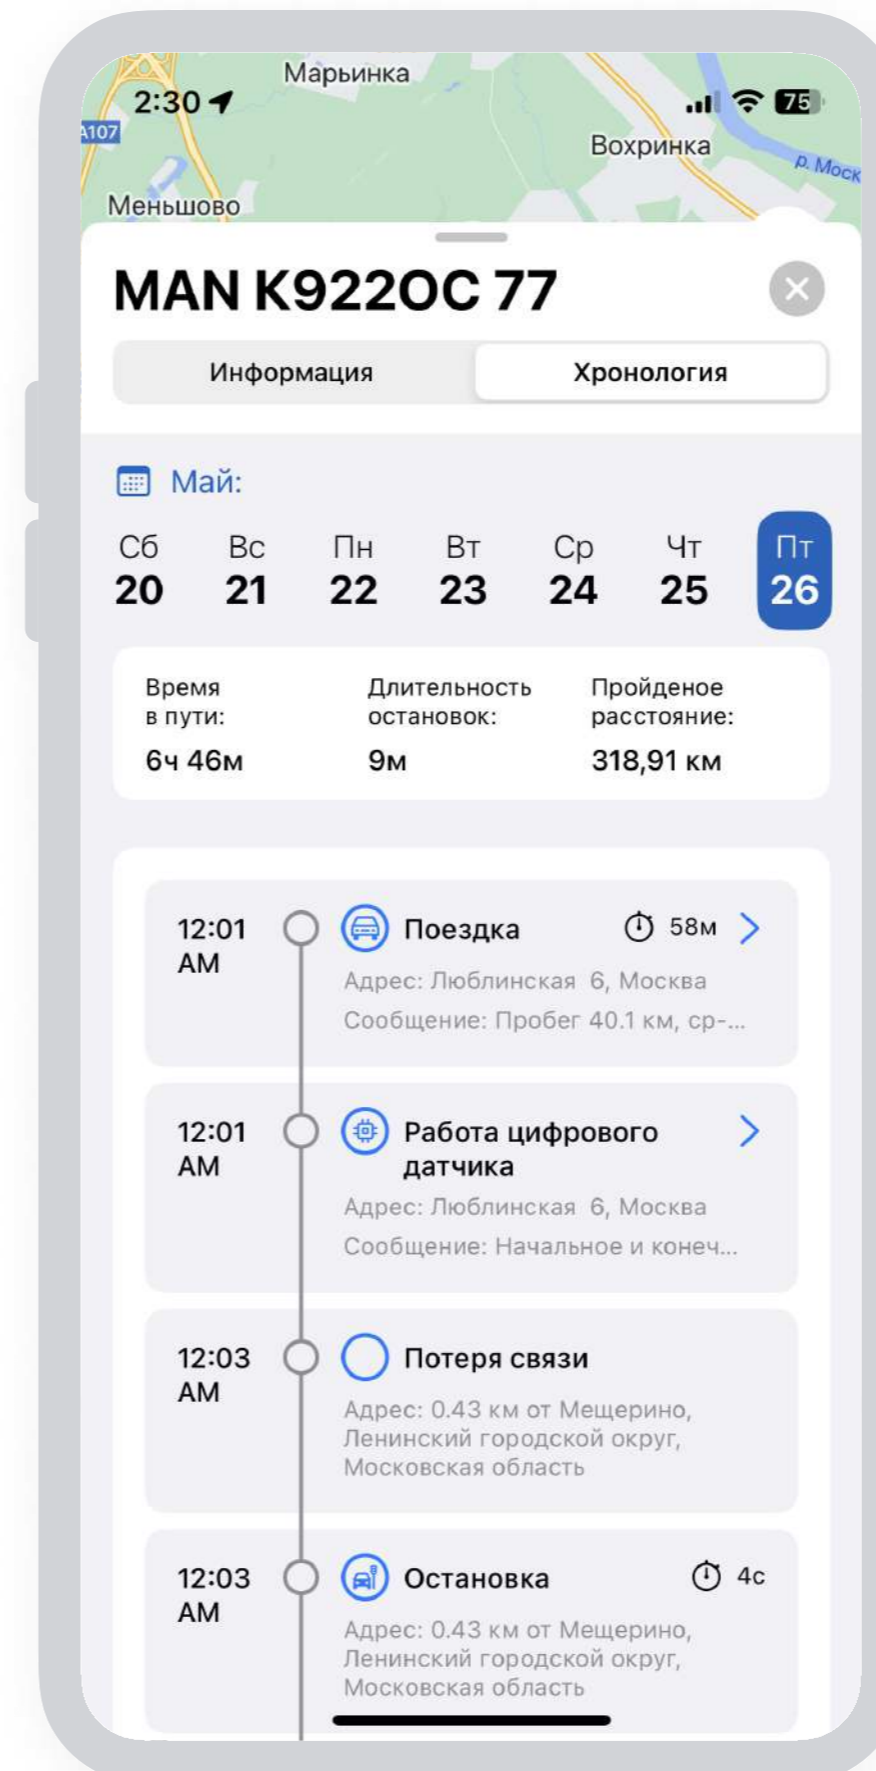 Марьинка
2:30
75
A107
Вохринка
р. Моск
Меньшово
MAN K922OC 77
Информация
Хронология
Май:
Сб Вс Пн Вт Ср Чт Пт
20 21 22 23 24 25 26
Время в пути:
6ч 46м
Длительность остановок:
9м
Пройденое расстояние:
318,91 км
12:01 AM
Поездка
58м
Адрес: Люблинская 6, Москва
Сообщение: Пробег 40.1 км, ср-...
12:01 AM
Работа цифрового
датчика
Адрес: Люблинская 6, Москва
Сообщение: Начальное и конеч...
12:03 AM
Потеря связи
Адрес: 0.43 км от Мещерино,
Ленинский городской округ,
Московская область
12:03 AM
Остановка
4с
Адрес: 0.43 км от Мещерино,
Ленинский городской округ,
Московская область